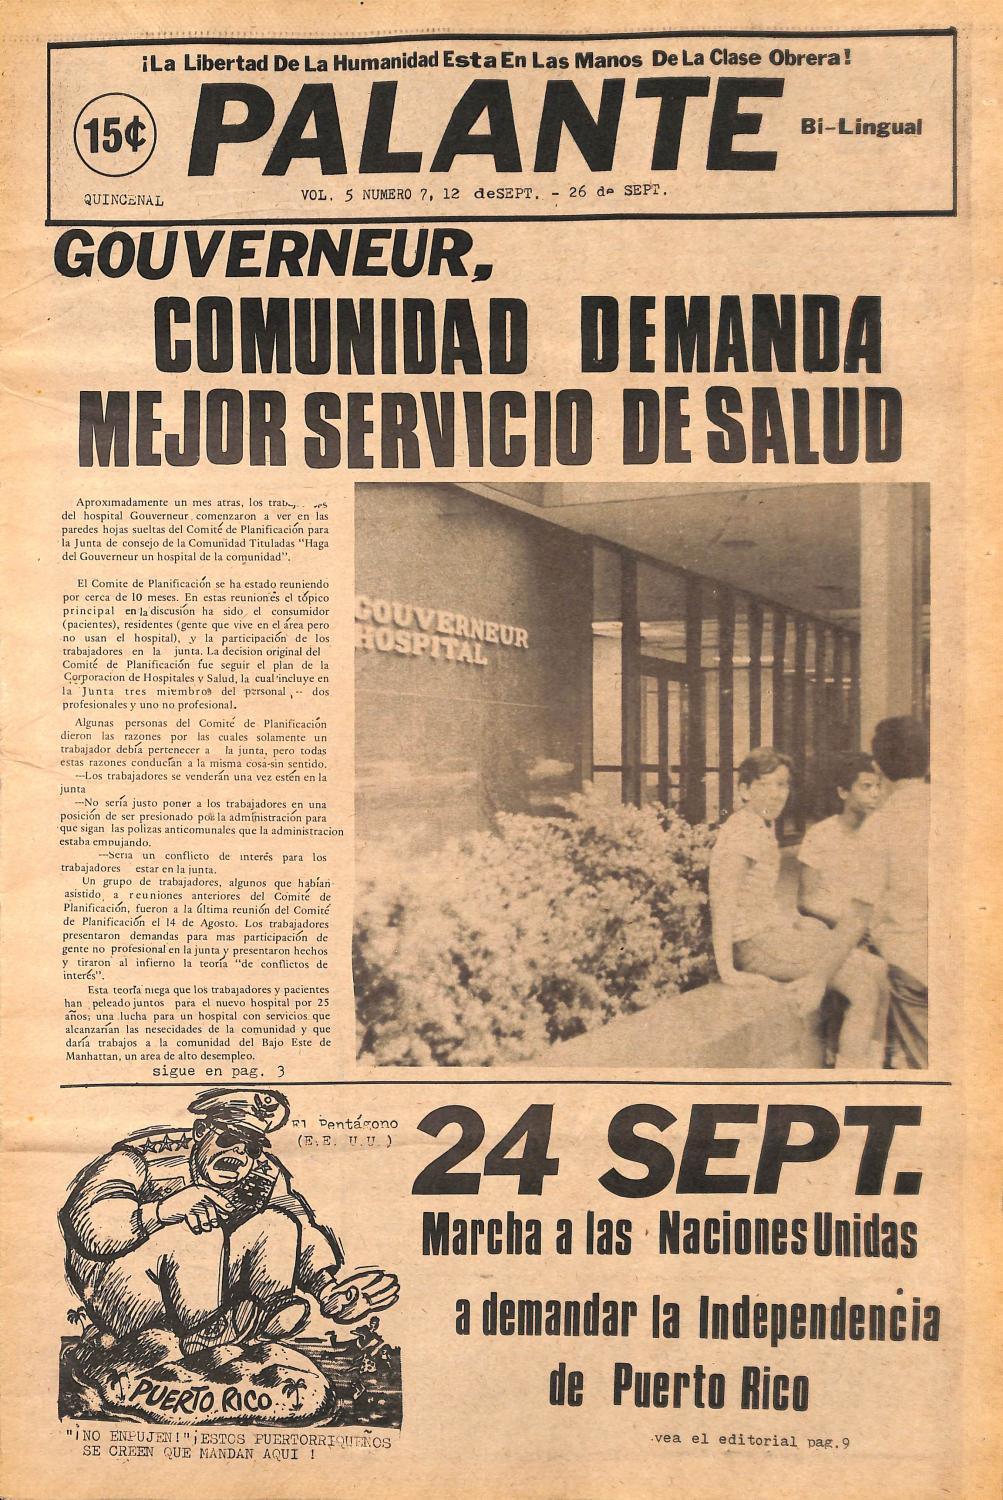 ¡La Libertad De La Humanidad Esta En Las Manos De La Clase Obrera!
15¢
PALANTE
Bi-Lingual
QUINCENAL
VOL. 5 NUMERO 7, 12 deSEPT. - 26 de SEPT.
GOUVERNEUR,
COMUNIDAD DEMANDA
MEJOR SERVICIO DE SALUD
Aproximadamente un mes atras, los
del hospital Gouverneur comenzaron a ver en las
paredes hojas sueltas del Comité de Planificación para
la Junta de consejo de la Comunidad Tituladas "Haga
del Gouverneur un hospital de la comunidad".
El Comite de Planificación se ha estado reuniendo
por cerca de 10 meses. En estas reuniones el tópico
principal en la discusión ha sido el consumidor
(pacientes), residentes (gente que vive en el área pero
no usan el hospital), y la participación de los
trabajadores en la junta. La decision original del
Comité de Planificación fue seguir el plan de la
Corporacion de Hospitales y Salud, la cual incluye en
la Junta tres miembros del personal -- dos
profesionales y uno no profesional.
Algunas personas del Comité de Planificación
dieron las razones por las cuales solamente un
trabajador debía pertenecer a la junta, pero todas
estas razones conducían a la misma cosa-sin sentido.
—Los trabajadores se venderán una vez estén en la
junta
—No sería justo poner a los trabajadores en una
posición de ser presionado por la administración para
que sigan las polizas anticomunales que la administracion
estaba empujando.
—Sería un conflicto de interés para los
trabajadores estar en la junta.
Un grupo de trabajadores, algunos que habían
asistido a reuniones anteriores del Comité de
Planificación, fueron a la última reunión del Comité
de Planificación el 14 de Agosto. Los trabajadores
presentaron demandas para mas participación de
gente no profesional en la junta y presentaron hechos
y tiraron al infierno la teoría "de conflictos de
interés".
Esta teoría niega que los trabajadores y pacientes
han peleado juntos para el nuevo hospital por 25
años; una lucha para un hospital con servicios que
alcanzarían las nesecidades de la comunidad y que
daría trabajos a la comunidad del Bajo Este de
Manhattan, un area de alto desempleo.
sigue en pag. 3
GOUVERNEUR
HOSPITAL
El Pentágono
(E.E. U.U.)
PUERTO RICO
"¡NO ENPUJEN!"¡ESTOS PUERTORRIQUEÑOS
SE CREEN QUE MANDAN AQUI !
24 SEPT.
Marcha a las Naciones Unidas
a demandar la Independencia
de Puerto Rico
vea el editorial pag.9